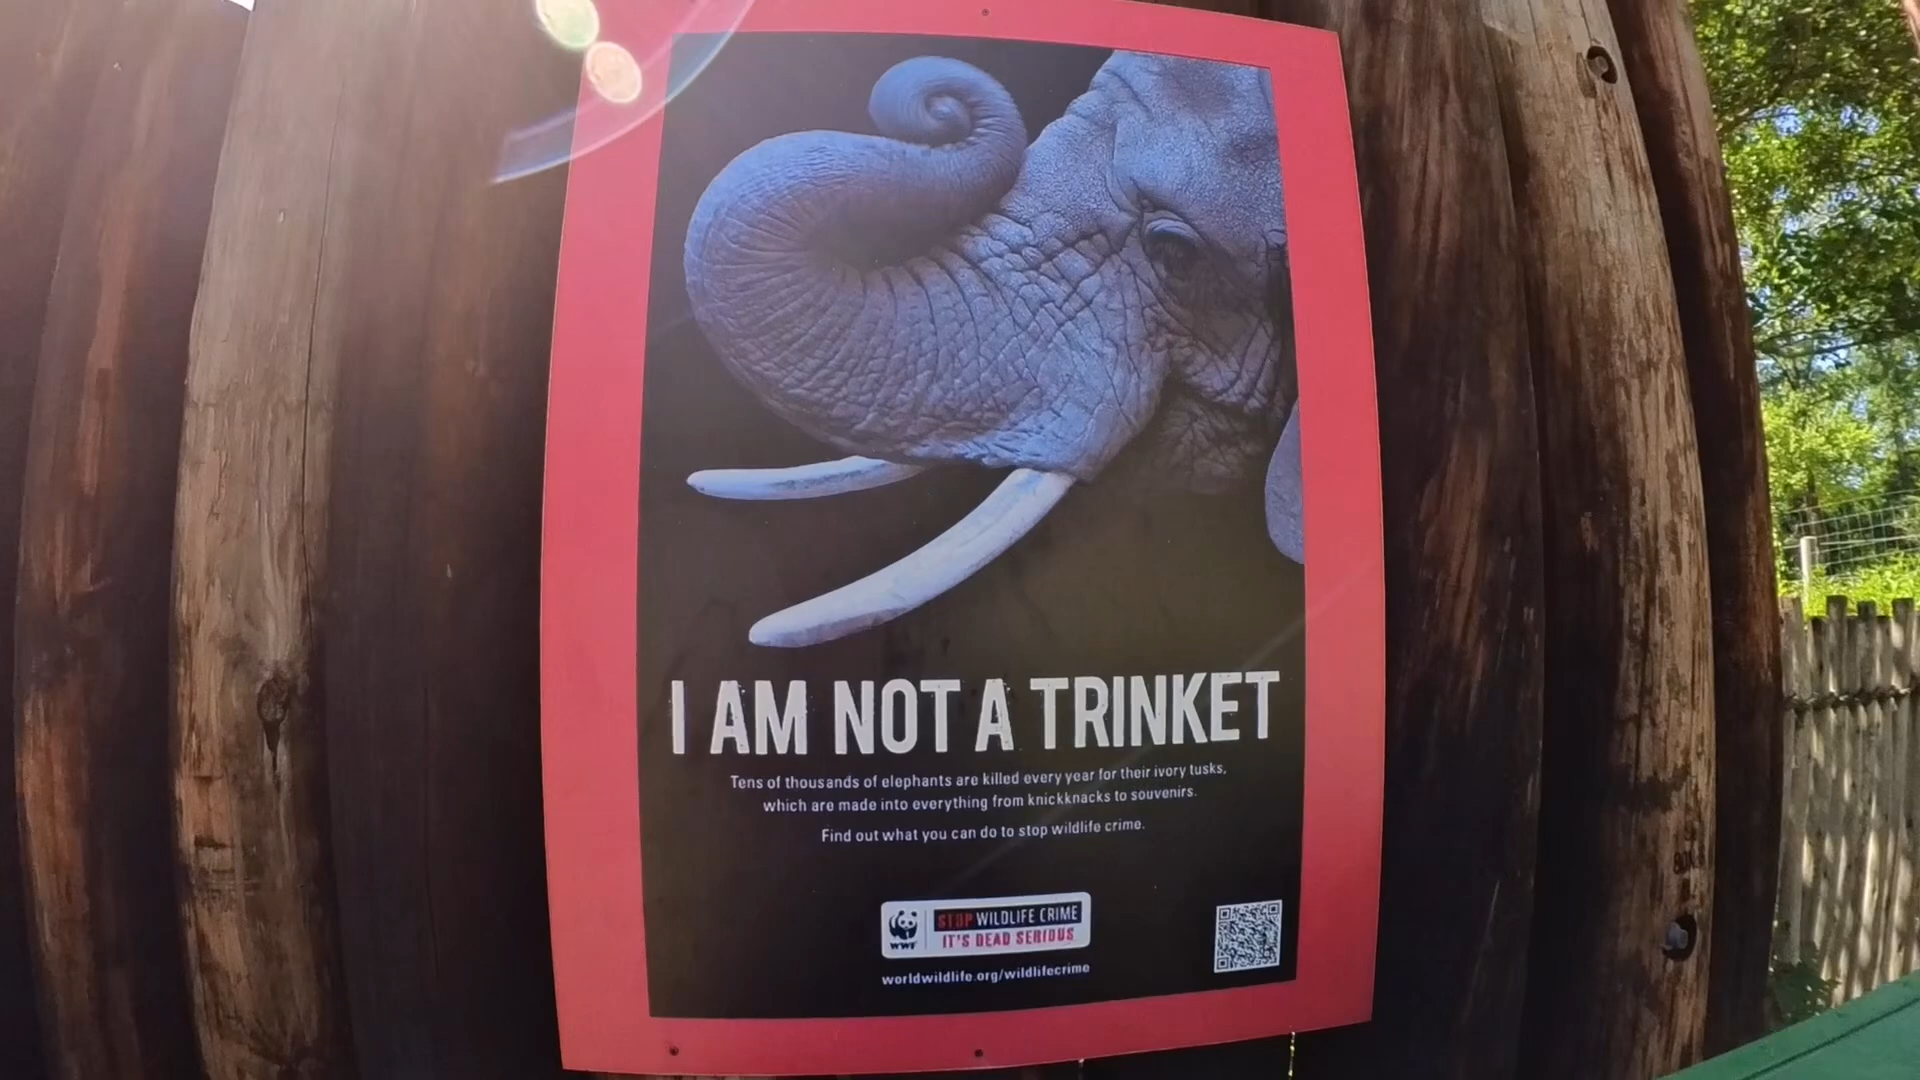 I AM NOT A TRINKET
Tens of thousands of elephants are killed every year for their ivory tusks,
which are made into everything from knickknacks to souvenirs.
Find out what you can do to stop wildlife crime.
WWF
STOP WILDLIFE CRIME
IT'S DEAD SERIOUS
worldwildlife.org/wildlifecrime